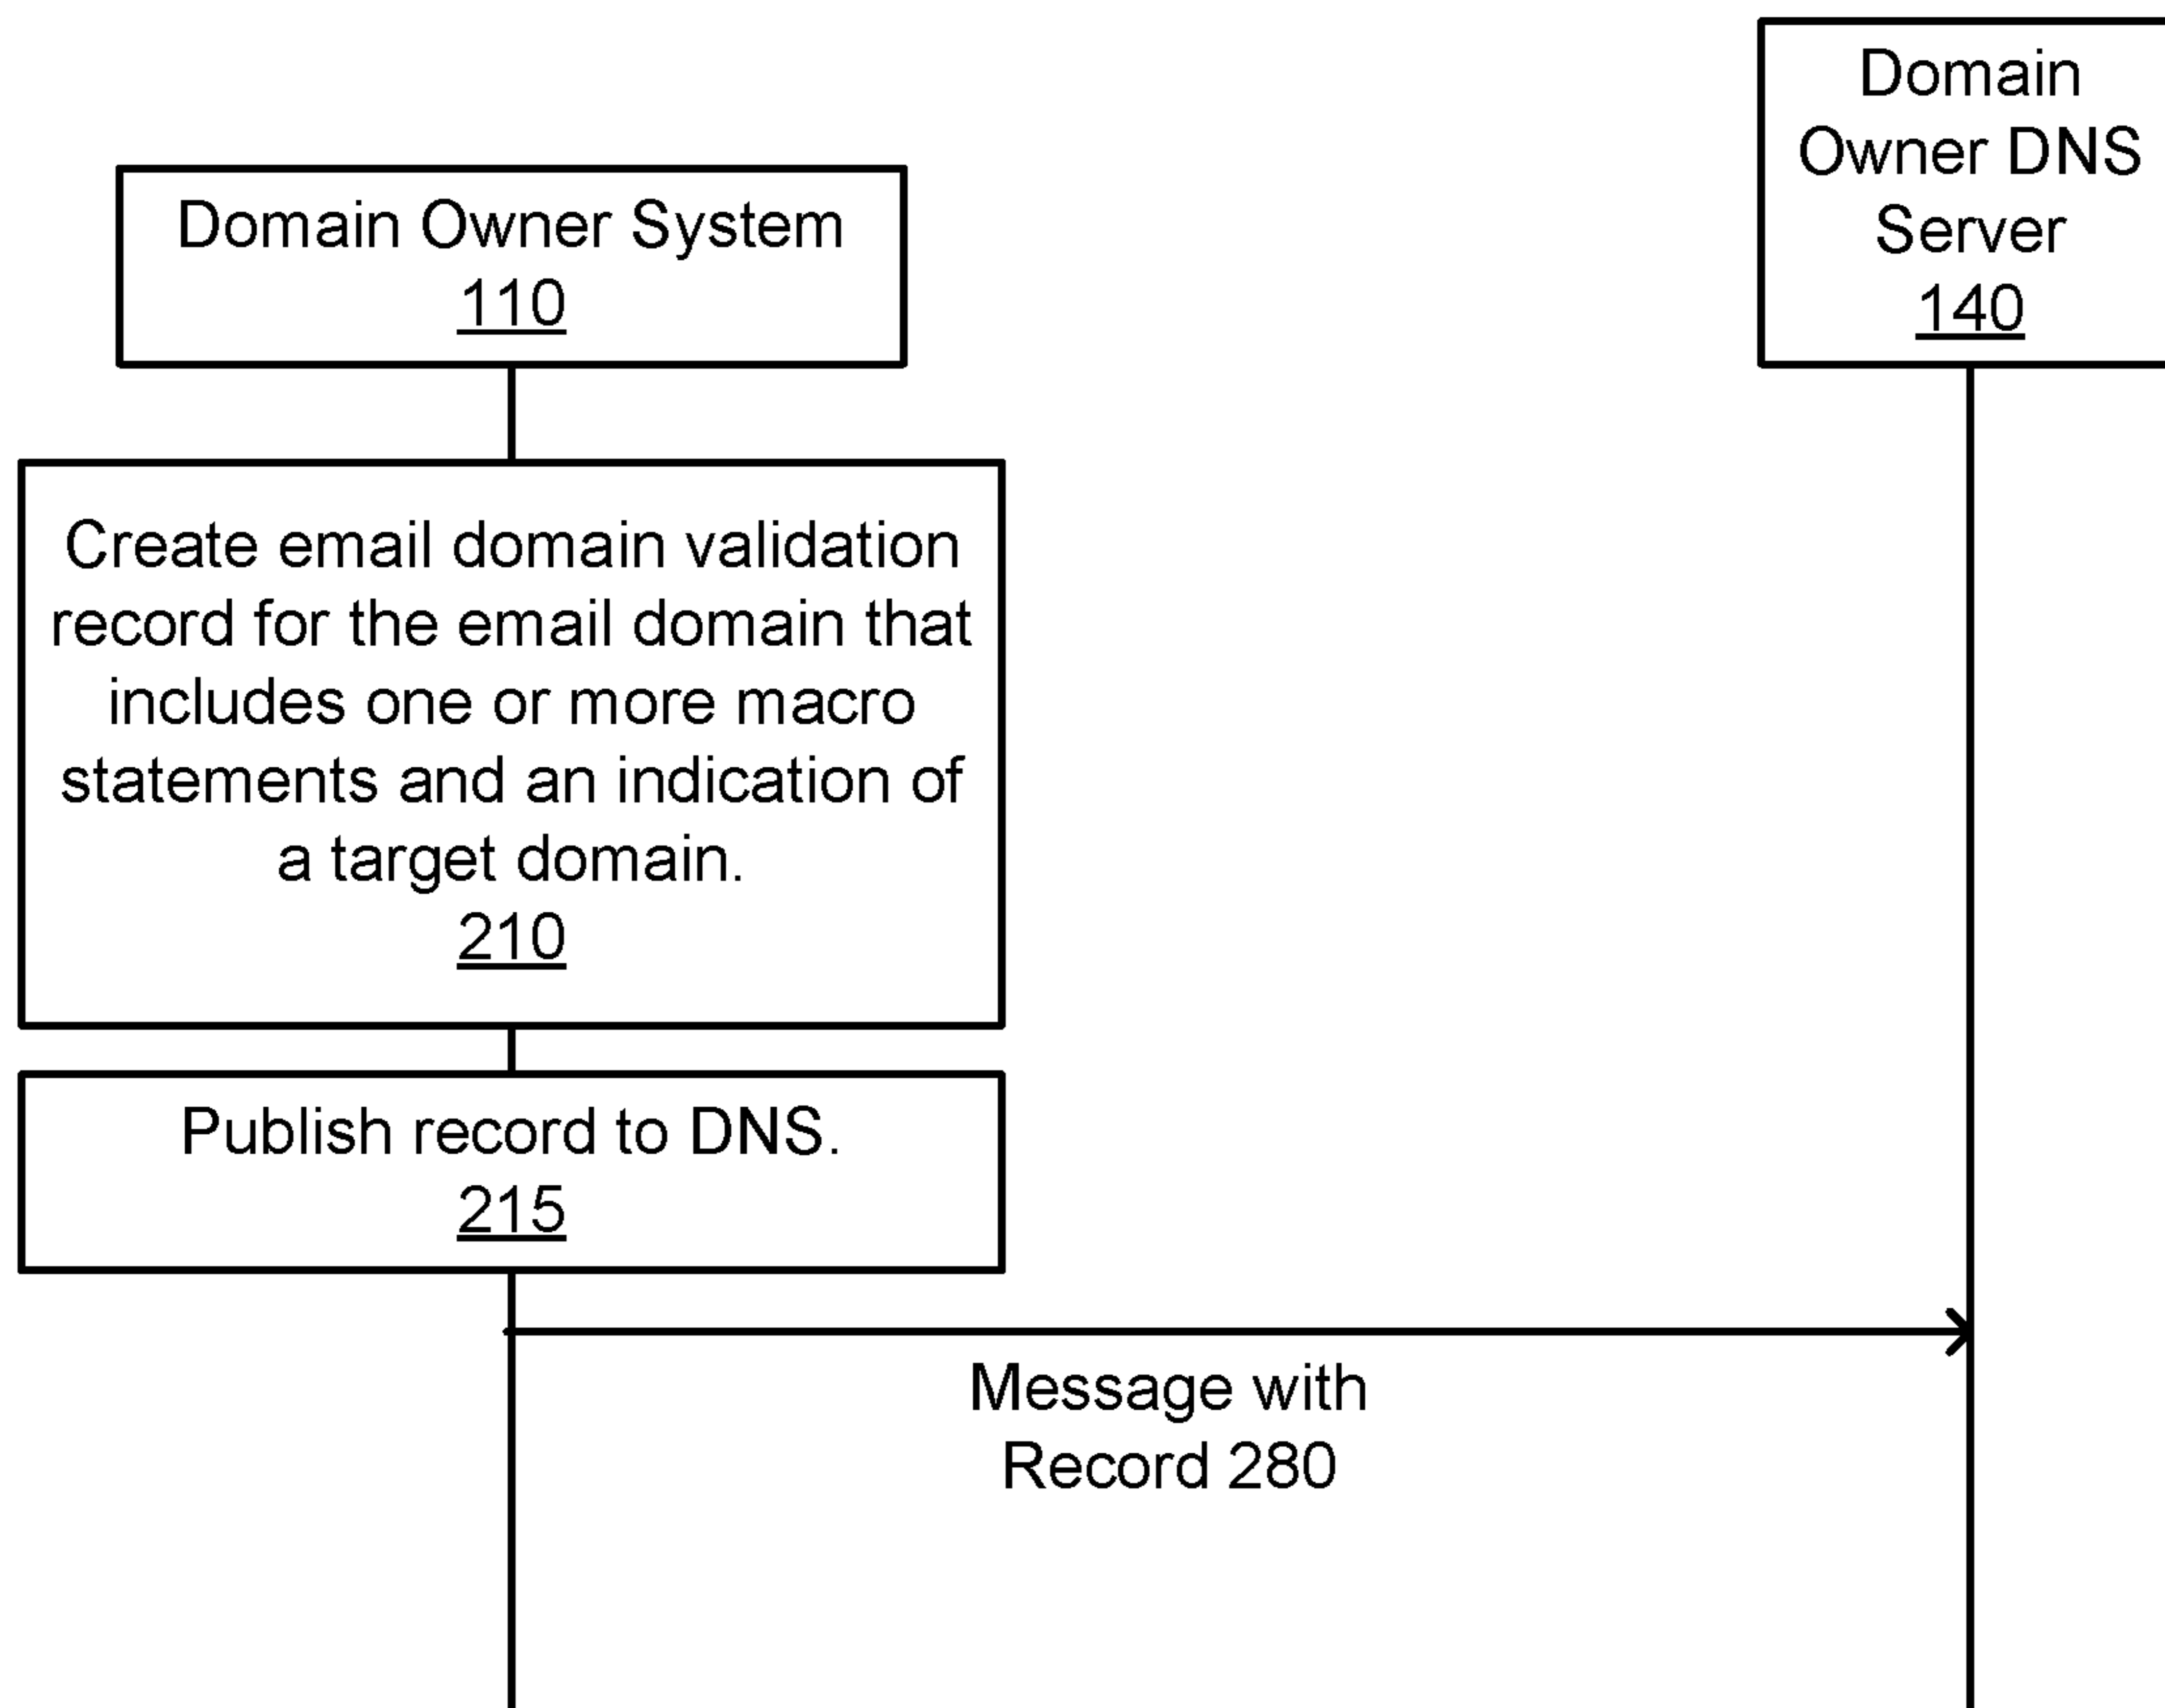 Domain
Owner DNS
Server
140
Domain Owner System
110
Create email domain validation
record for the email domain that
includes one or more macro
statements and an indication of
a target domain.
210
Publish record to DNS.
215
Message with
Record 280